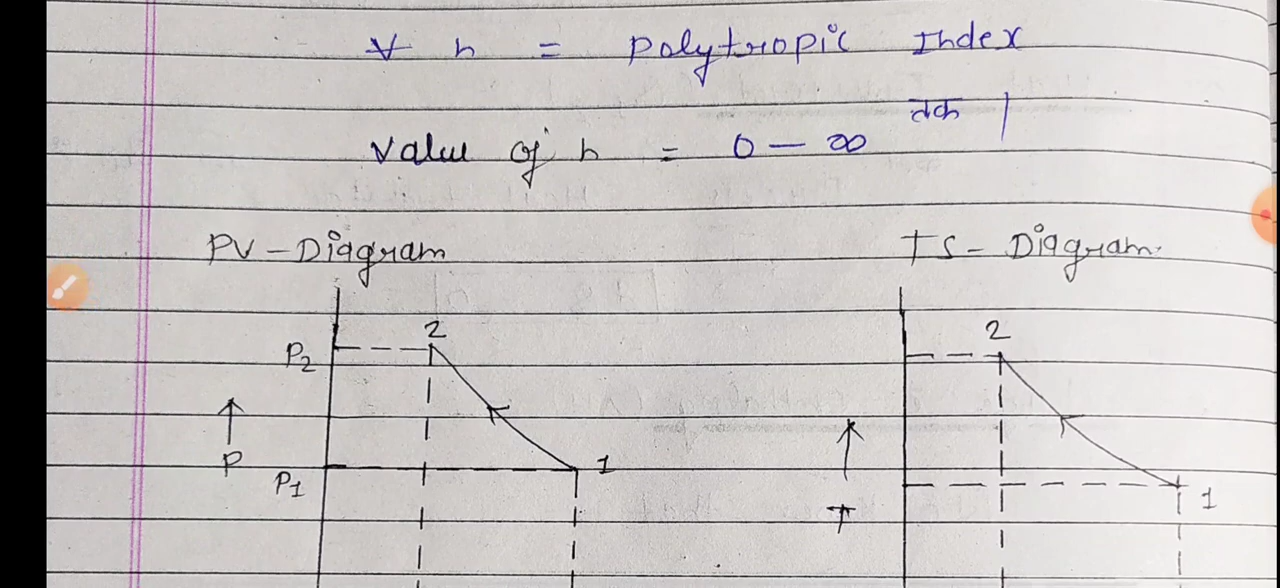 ∀ n = Polytropic Index
Value of n = 0 – ∞ तक |
PV – Diagram
TS – Diagram
2
P2
P
P1
1
2
T
1